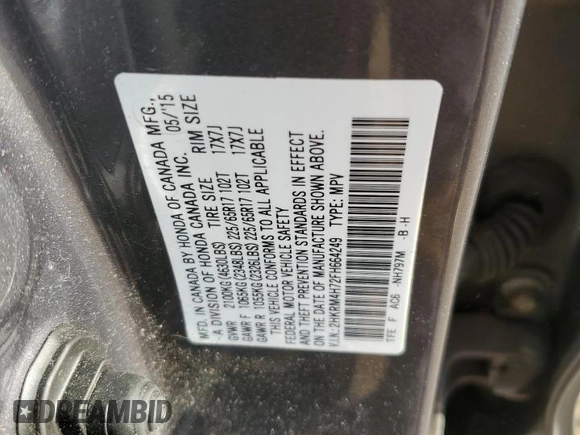 MFD. IN CANADA BY HONDA OF CANADA MFG.,
-A DIVISION OF HONDA CANADA INC. 05/'15
TIRE SIZE RIM SIZE
GVWR 2100KG(4630LBS)
GAWR F 1065KG(2348LBS) 225/65R17 102T 17X7J
GAWR R 1055KG(2326LBS) 225/65R17 102T 17X7J
THIS VEHICLE CONFORMS TO ALL APPLICABLE
FEDERAL MOTOR VEHICLE SAFETY
AND THEFT PREVENTION STANDARDS IN EFFECT
ON THE DATE OF MANUFACTURE SHOWN ABOVE.
V.I.N.: 2HKRM4H72FH664249 TYPE: MPV
TFE F AC6 -NH797M -B-H
DREAMBID